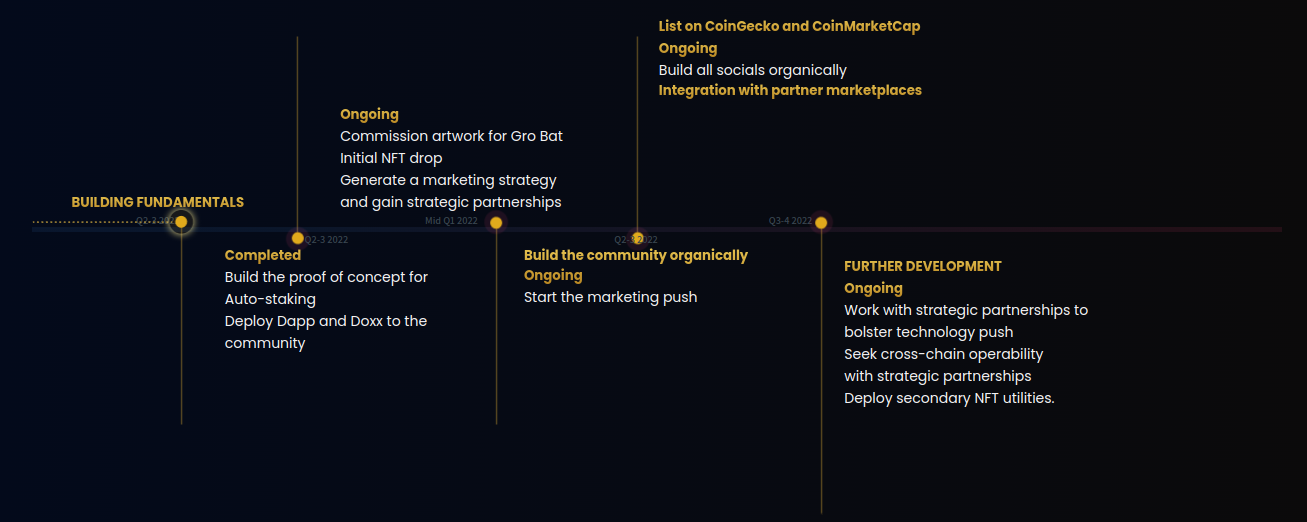 List on CoinGecko and CoinMarketCap
Ongoing
Build all socials organically
Integration with partner marketplaces
Ongoing
Commission artwork for Gro Bat
Initial NFT drop
Generate a marketing strategy
and gain strategic partnerships
BUILDING FUNDAMENTALS
Q2-3 2022
Mid Q1 2022
Q3-4 2022
Q2-3 2022
Q2-3 2022
Completed
Build the proof of concept for
Auto-staking
Deploy Dapp and Doxx to the
community
Build the community organically
Ongoing
Start the marketing push
FURTHER DEVELOPMENT
Ongoing
Work with strategic partnerships to
bolster technology push
Seek cross-chain operability
with strategic partnerships
Deploy secondary NFT utilities.